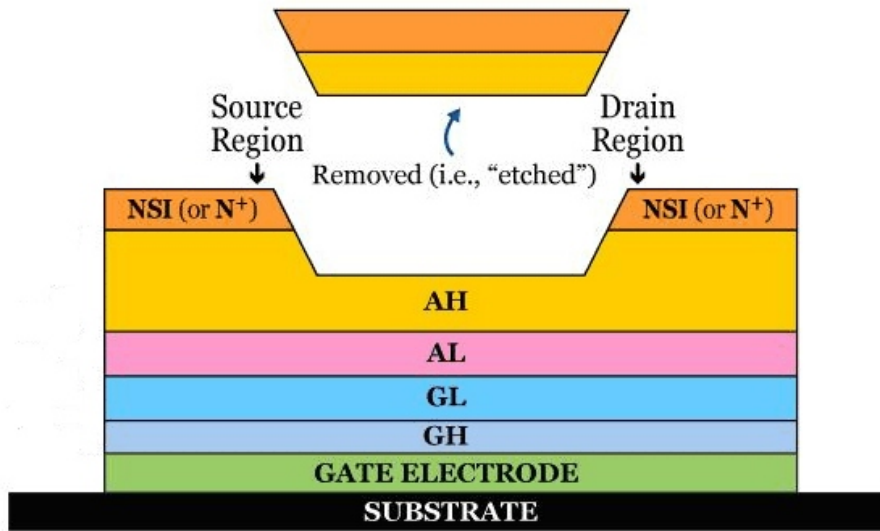 Source
Region
Drain
Region
Removed (i.e., “etched”)
NSI (or N+)
NSI (or N+)
AH
AL
GL
GH
GATE ELECTRODE
SUBSTRATE